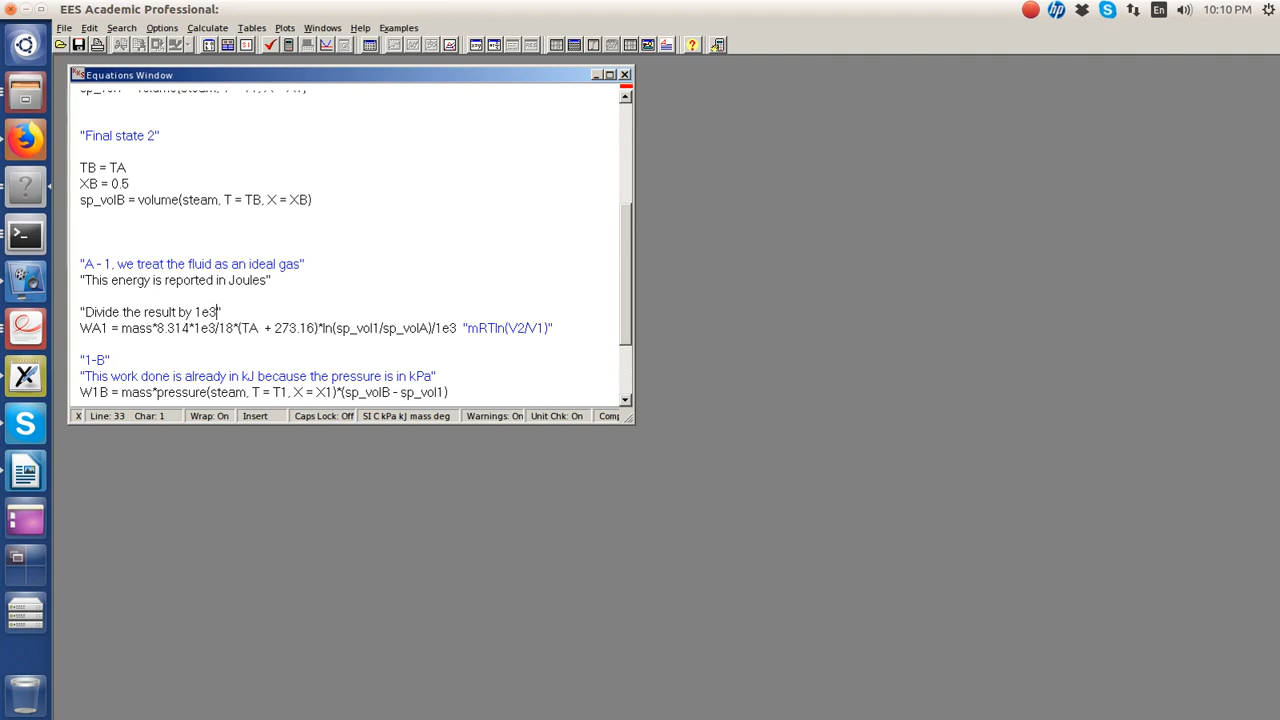 EES Academic Professional:
En
10:10 PM
File Edit Search Options Calculate Tables Plots Windows Help Examples
Equations Window
"Final state 2"
TB = TA
XB = 0.5
sp_volB = volume(steam, T = TB, X = XB)
"A - 1, we treat the fluid as an ideal gas"
"This energy is reported in Joules"
"Divide the result by 1e3"
WA1 = mass*8.314*1e3/18*(TA + 273.16)*ln(sp_vol1/sp_volA)/1e3 "mRTln(V2/V1)"
"1-B"
"This work done is already in kJ because the pressure is in kPa"
W1B = mass*pressure(steam, T = T1, X = X1)*(sp_volB - sp_vol1)
X Line: 33 Char: 1 Wrap: On Insert Caps Lock: Off SI C kPa kJ mass deg Warnings: On Unit Chk: On Comp